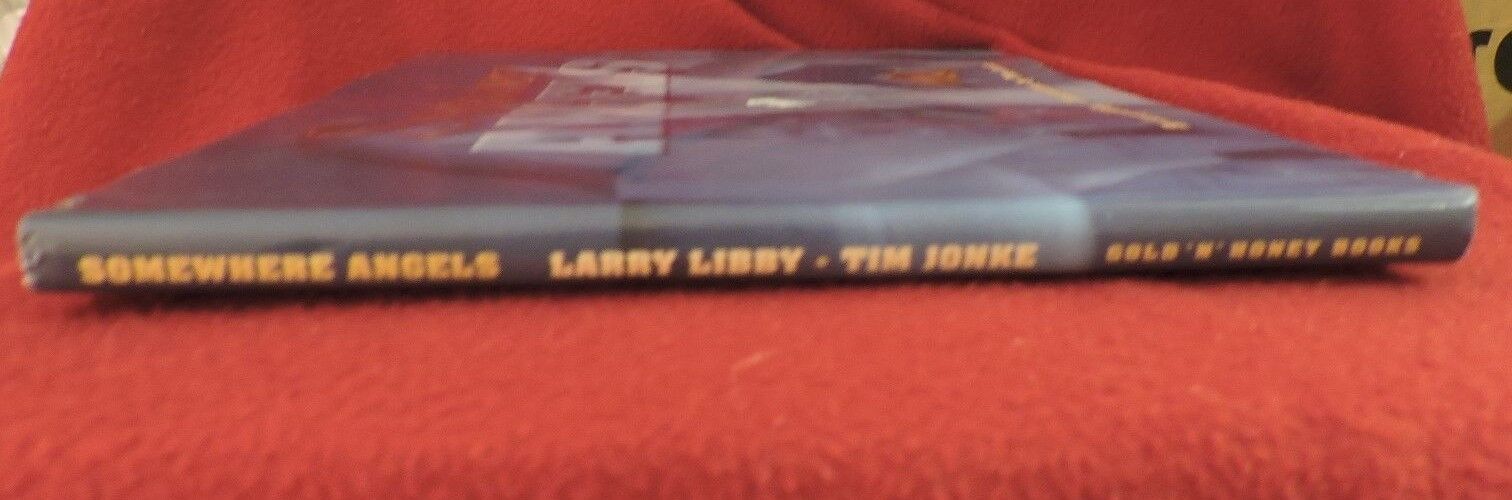 SOMEWHERE ANGELS LARRY LIBBY • TIM JONKE GOLD 'N' HONEY BOOKS